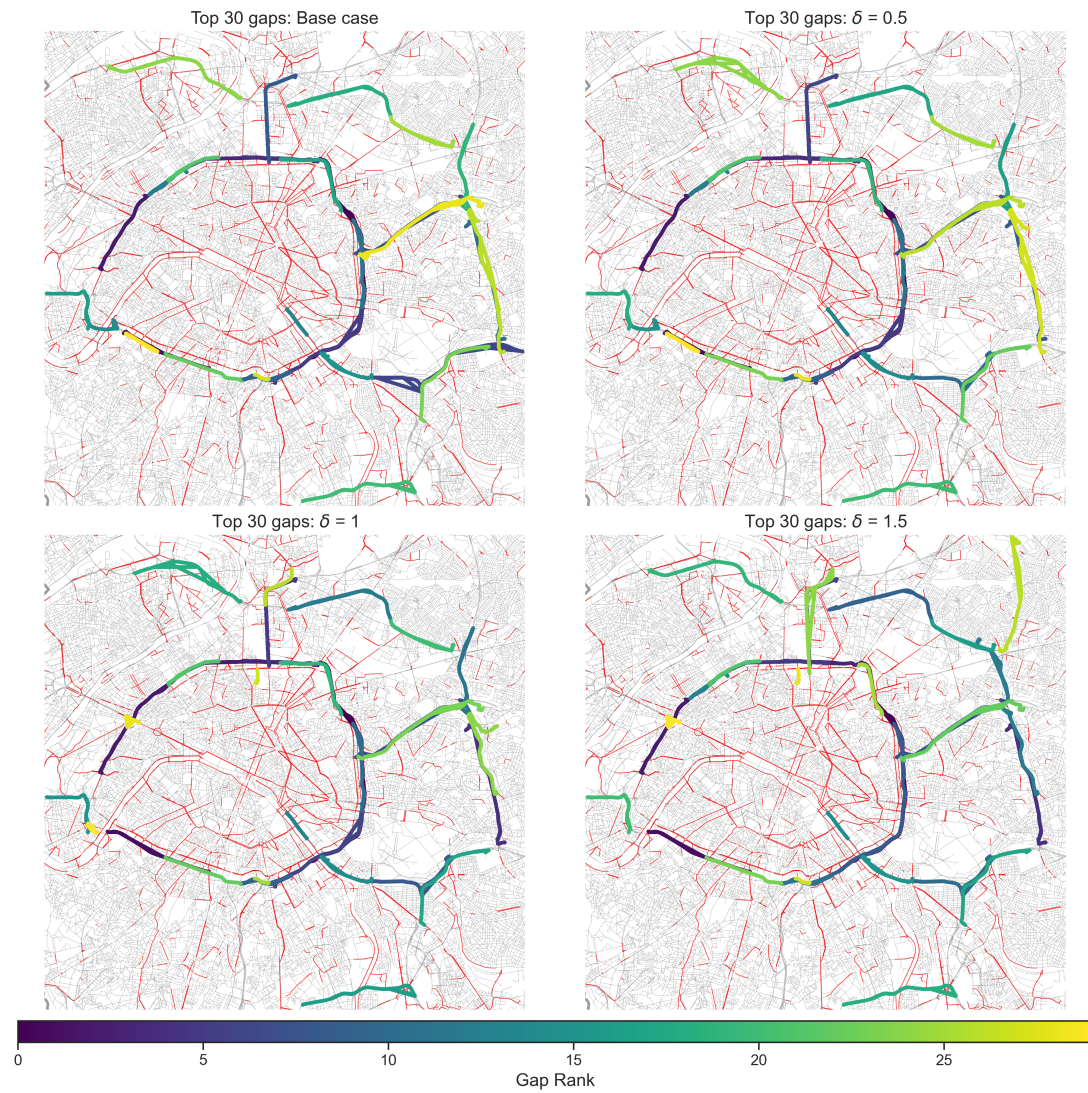 Top 30 gaps: Base case
Top 30 gaps: δ = 0.5
Top 30 gaps: δ = 1
Top 30 gaps: δ = 1.5
0 5 10 15 20 25
Gap Rank